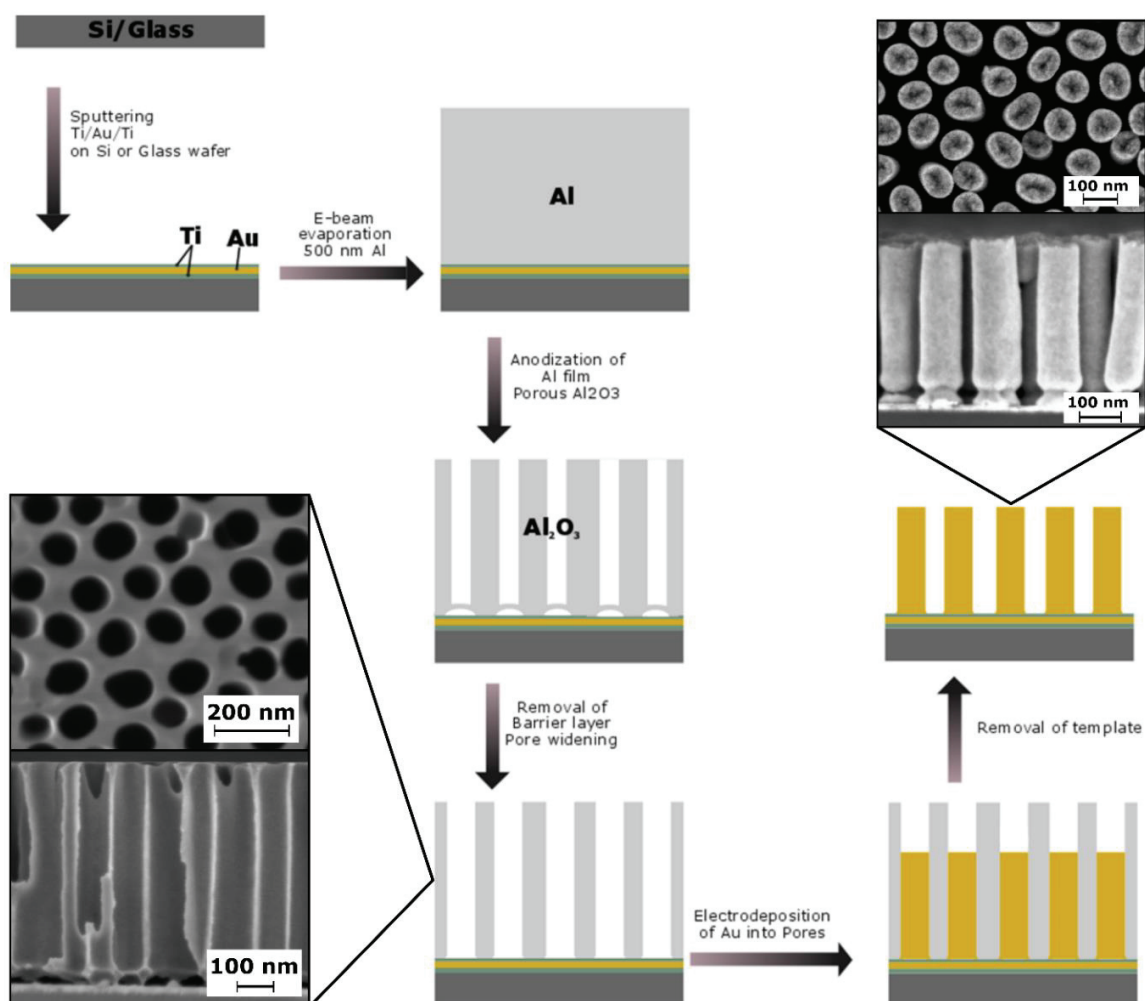 Si/Glass
Sputtering
Ti/Au/Ti
on Si or Glass wafer
Ti
Au
E-beam
evaporation
500 nm Al
Al
Anodization of
Al film
Porous Al2O3
Al₂O₃
Removal of
Barrier layer
Pore widening
200 nm
100 nm
Electrodeposition
of Au into Pores
Removal of template
100 nm
100 nm